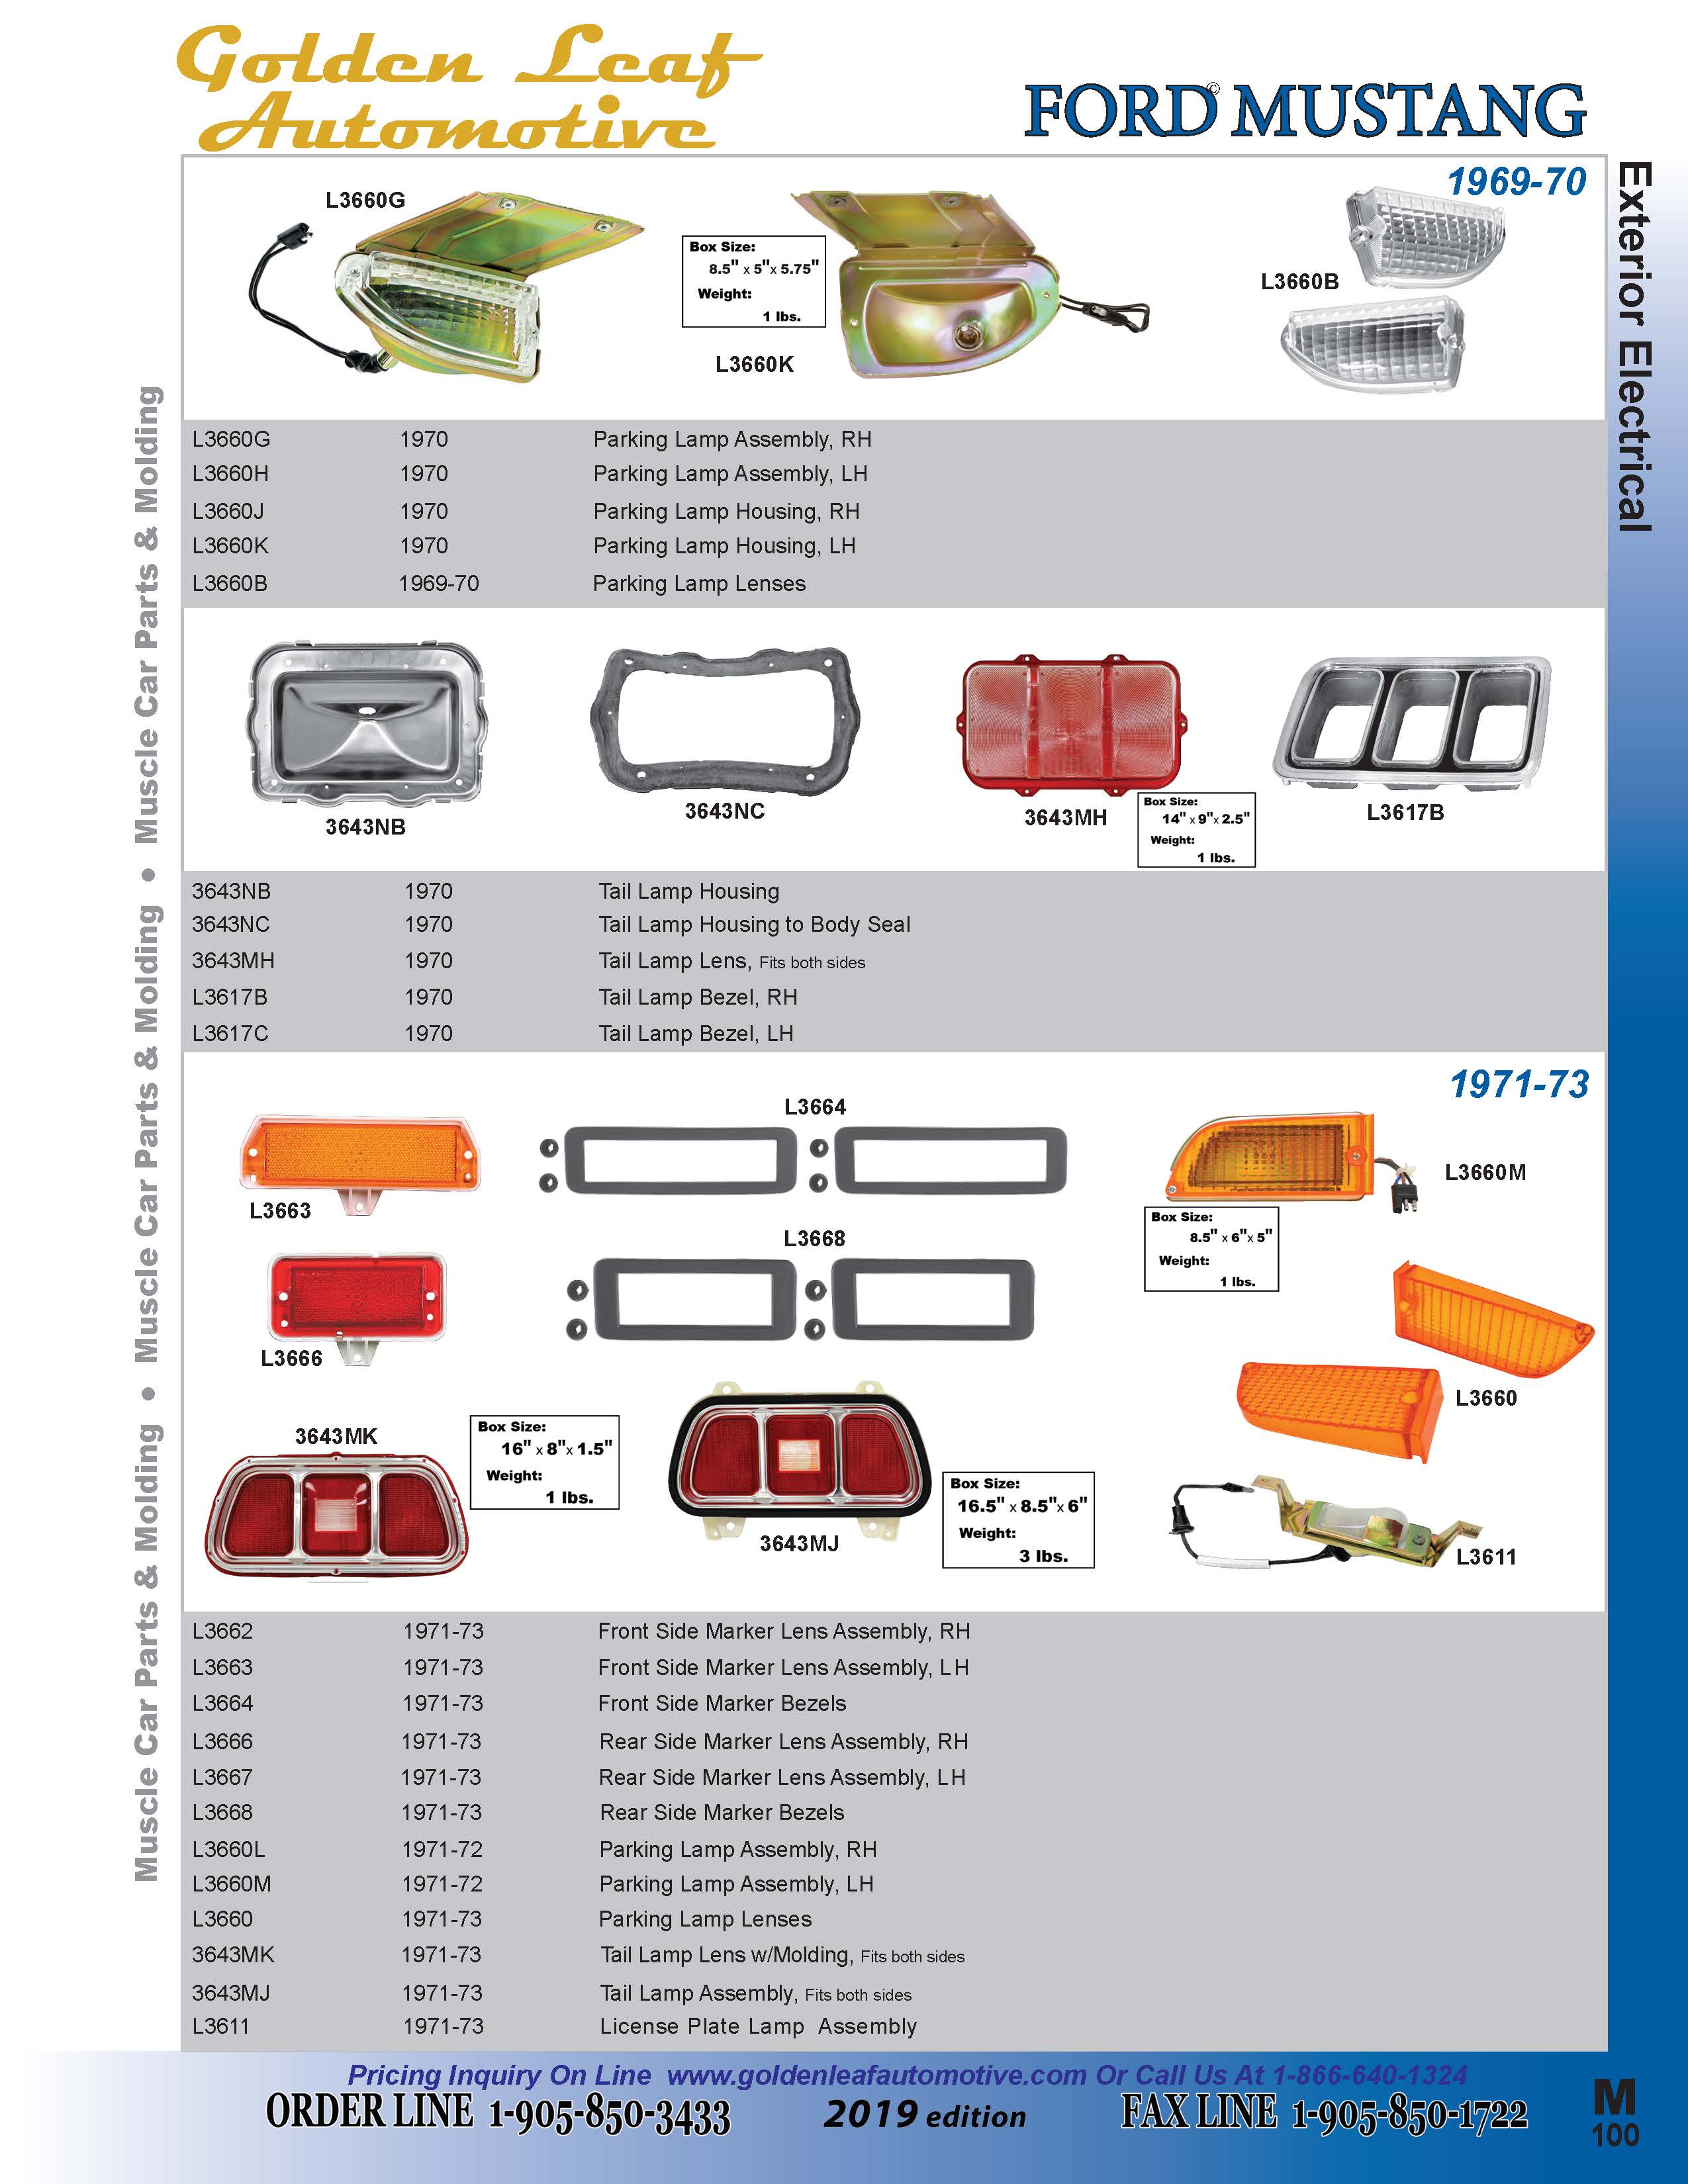 Golden Leaf
Automotive
FORD© MUSTANG
Exterior Electrical
Muscle Car Parts & Molding • Muscle Car Parts & Molding • Muscle Car Parts & Molding
1969-70
L3660G
Box Size:
8.5" x 5"x 5.75"
Weight:
1 lbs.
L3660K
L3660B
L3660G 1970 Parking Lamp Assembly, RH
L3660H 1970 Parking Lamp Assembly, LH
L3660J 1970 Parking Lamp Housing, RH
L3660K 1970 Parking Lamp Housing, LH
L3660B 1969-70 Parking Lamp Lenses
3643NB
3643NC
3643MH
Box Size:
14" x 9"x 2.5"
Weight:
1 lbs.
L3617B
3643NB 1970 Tail Lamp Housing
3643NC 1970 Tail Lamp Housing to Body Seal
3643MH 1970 Tail Lamp Lens, Fits both sides
L3617B 1970 Tail Lamp Bezel, RH
L3617C 1970 Tail Lamp Bezel, LH
1971-73
L3664
L3663
L3660M
Box Size:
8.5" x 6"x 5"
Weight:
1 lbs.
L3668
L3666
L3660
3643MK
Box Size:
16" x 8"x 1.5"
Weight:
1 lbs.
3643MJ
Box Size:
16.5" x 8.5"x 6"
Weight:
3 lbs.
L3611
L3662 1971-73 Front Side Marker Lens Assembly, RH
L3663 1971-73 Front Side Marker Lens Assembly, LH
L3664 1971-73 Front Side Marker Bezels
L3666 1971-73 Rear Side Marker Lens Assembly, RH
L3667 1971-73 Rear Side Marker Lens Assembly, LH
L3668 1971-73 Rear Side Marker Bezels
L3660L 1971-72 Parking Lamp Assembly, RH
L3660M 1971-72 Parking Lamp Assembly, LH
L3660 1971-73 Parking Lamp Lenses
3643MK 1971-73 Tail Lamp Lens w/Molding, Fits both sides
3643MJ 1971-73 Tail Lamp Assembly, Fits both sides
L3611 1971-73 License Plate Lamp Assembly
Pricing Inquiry On Line www.goldenleafautomotive.com Or Call Us At 1-866-640-1324
ORDER LINE 1-905-850-3433 2019 edition FAX LINE 1-905-850-1722
M
100